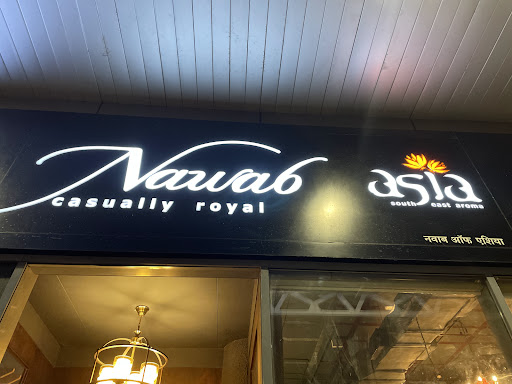 Nawab
casually royal
asia
south east aroma
नवाब ऑफ एशिया